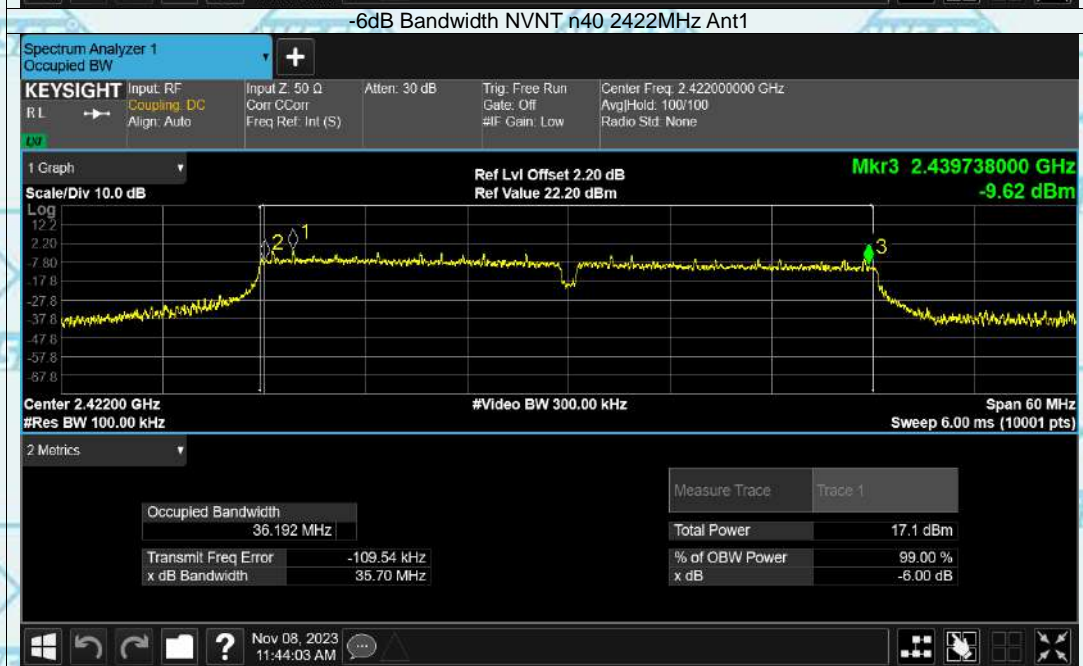 -6dB Bandwidth NVNT n40 2422MHz Ant1
Spectrum Analyzer 1
Occupied BW
+
KEYSIGHT Input: RF Input Z: 50 Ω Atten: 30 dB Trig: Free Run Center Freq: 2.422000000 GHz
R L Coupling: DC Corr CCorr Gate: Off Avg|Hold: 100/100
Align: Auto Freq Ref: Int (S) #IF Gain: Low Radio Std: None
LXI
1 Graph Ref Lvl Offset 2.20 dB Mkr3 2.439738000 GHz
Scale/Div 10.0 dB Ref Value 22.20 dBm -9.62 dBm
Log
12.2
2.20
-7.80
-17.8
-27.8
-37.8
-47.8
-57.8
-67.8
2 1 3
Center 2.42200 GHz #Video BW 300.00 kHz Span 60 MHz
#Res BW 100.00 kHz Sweep 6.00 ms (10001 pts)
2 Metrics
Measure Trace Trace 1
Occupied Bandwidth
36.192 MHz Total Power 17.1 dBm
Transmit Freq Error -109.54 kHz % of OBW Power 99.00 %
x dB Bandwidth 35.70 MHz x dB -6.00 dB
? Nov 08, 2023
11:44:03 AM